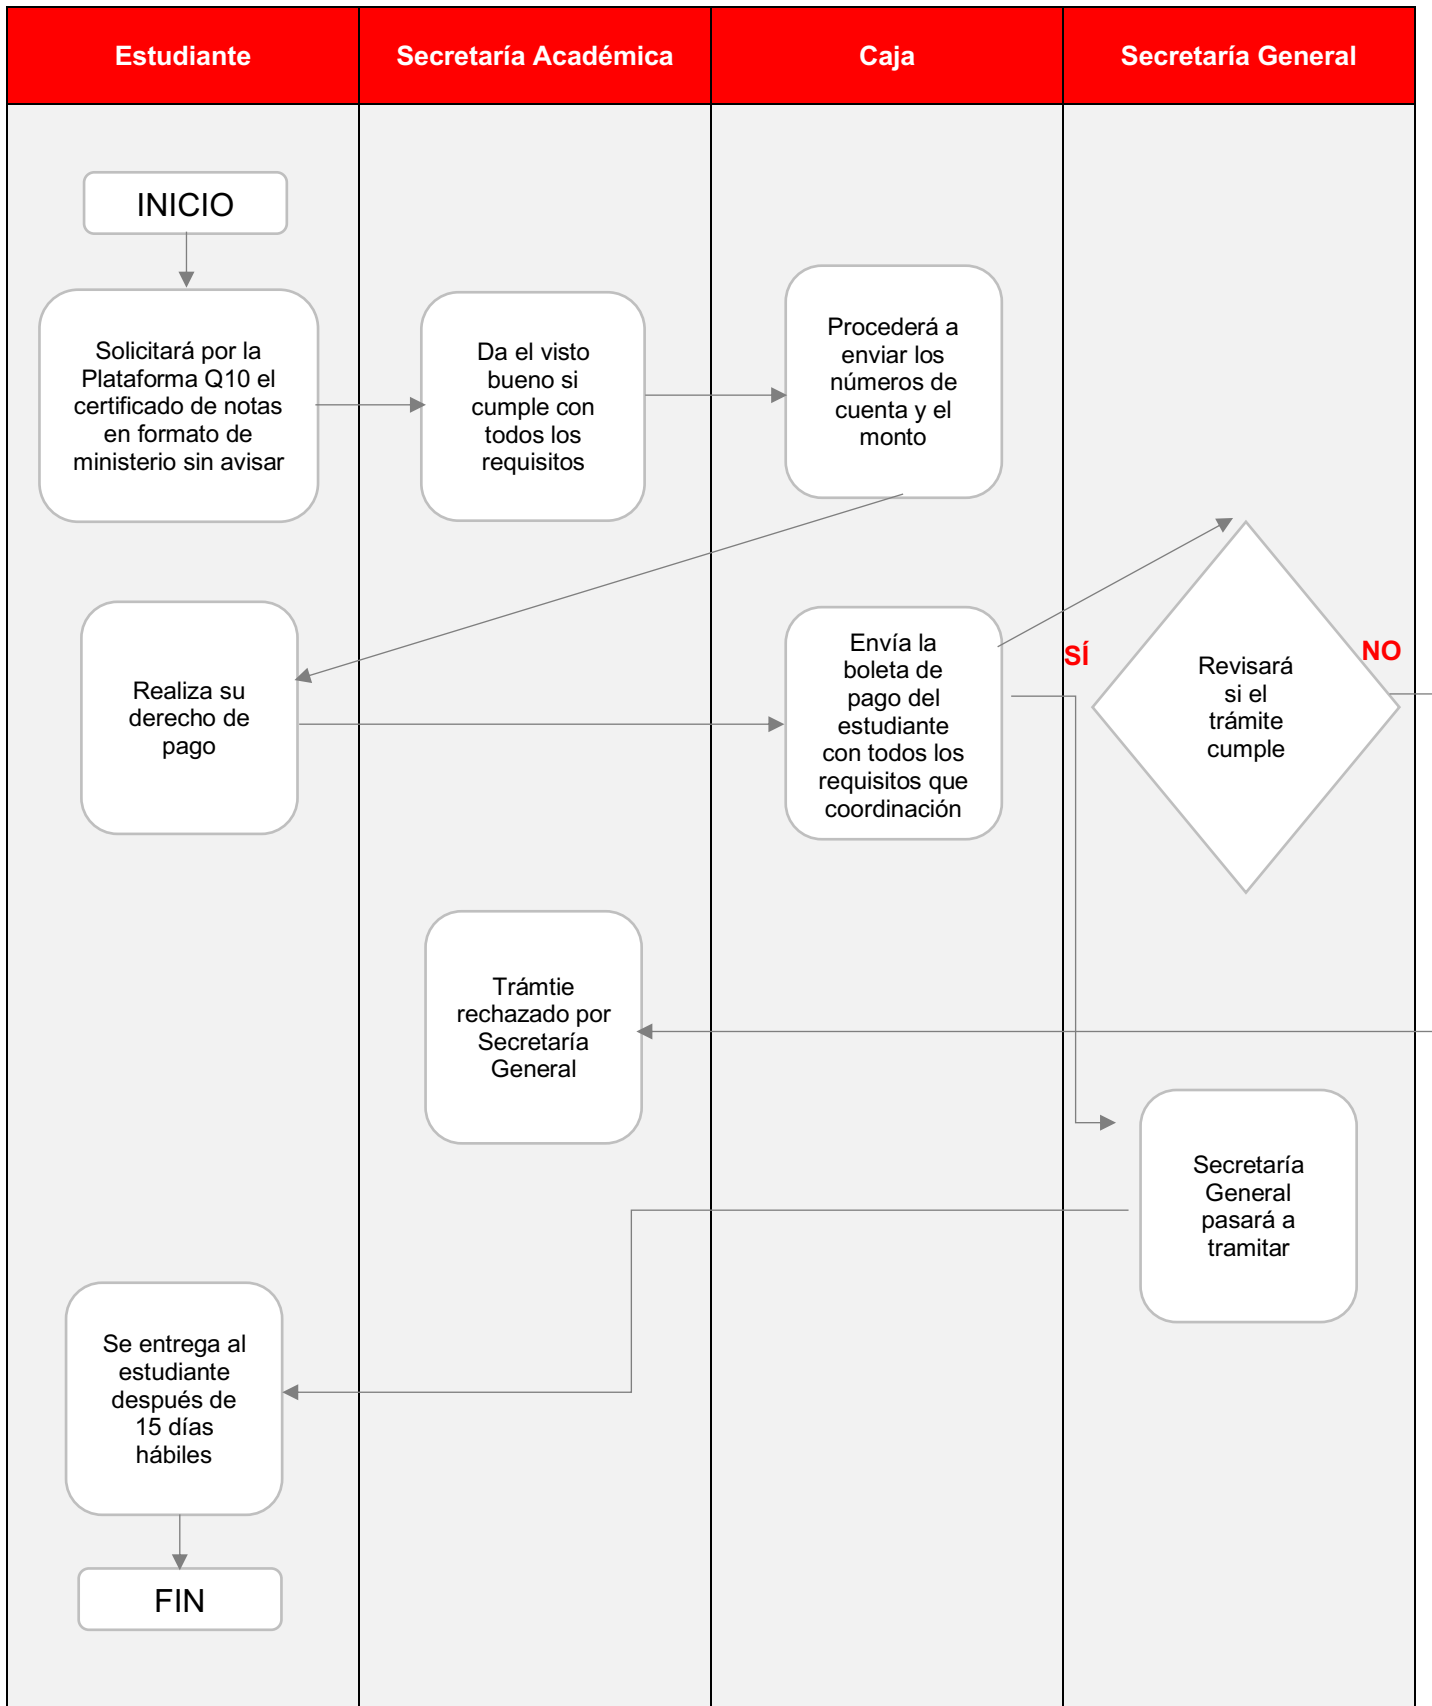 Estudiante
Secretaría Académica
Caja
Secretaría General
INICIO
Solicitará por la
Plataforma Q10 el
certificado de notas
en formato de
ministerio sin avisar
Da el visto
bueno si
cumple con
todos los
requisitos
Procederá a
enviar los
números de
cuenta y el
monto
Realiza su
derecho de
pago
Envía la
boleta de
pago del
estudiante
con todos los
requisitos que
coordinación
SÍ
Revisará
si el
trámite
cumple
NO
Trámtie
rechazado por
Secretaría
General
Secretaría
General
pasará a
tramitar
Se entrega al
estudiante
después de
15 días
hábiles
FIN